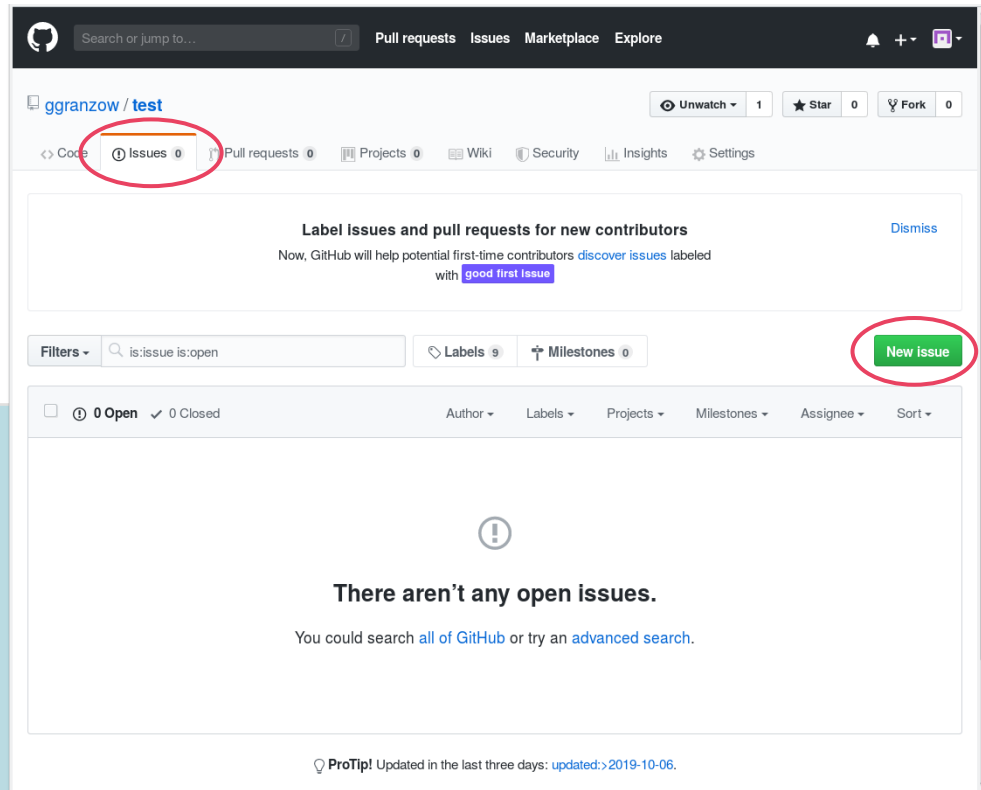 Search or jump to… / Pull requests Issues Marketplace Explore
ggranzow / test Unwatch 1 Star 0 Fork 0
Code Issues 0 Pull requests 0 Projects 0 Wiki Security Insights Settings
Label issues and pull requests for new contributors Dismiss
Now, GitHub will help potential first-time contributors discover issues labeled
with good first issue
Filters is:issue is:open Labels 9 Milestones 0 New issue
0 Open 0 Closed Author Labels Projects Milestones Assignee Sort
There aren’t any open issues.
You could search all of GitHub or try an advanced search.
ProTip! Updated in the last three days: updated:>2019-10-06.